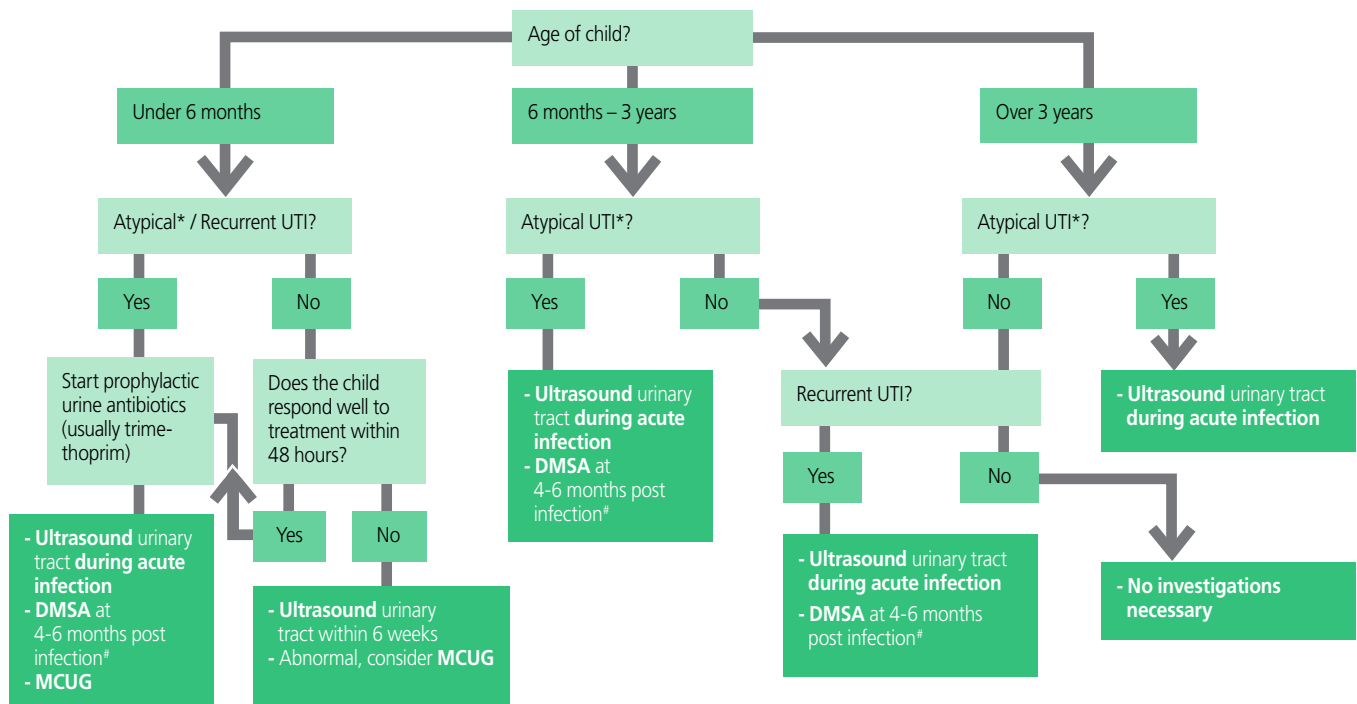 Age of child?
Under 6 months
6 months – 3 years
Over 3 years
Atypical* / Recurrent UTI?
Atypical UTI*?
Atypical UTI*?
Yes
No
Yes
No
No
Yes
Start prophylactic
urine antibiotics
(usually trime-
thoprim)
Does the child
respond well to
treatment within
48 hours?
- Ultrasound urinary
tract during acute
infection
- DMSA at
4-6 months post
infection#
Recurrent UTI?
- Ultrasound urinary tract
during acute infection
Yes
No
Yes
No
- Ultrasound urinary
tract during acute
infection
- DMSA at
4-6 months post
infection#
- MCUG
- Ultrasound urinary
tract within 6 weeks
- Abnormal, consider MCUG
- Ultrasound urinary tract
during acute infection
- DMSA at 4-6 months
post infection#
- No investigations
necessary